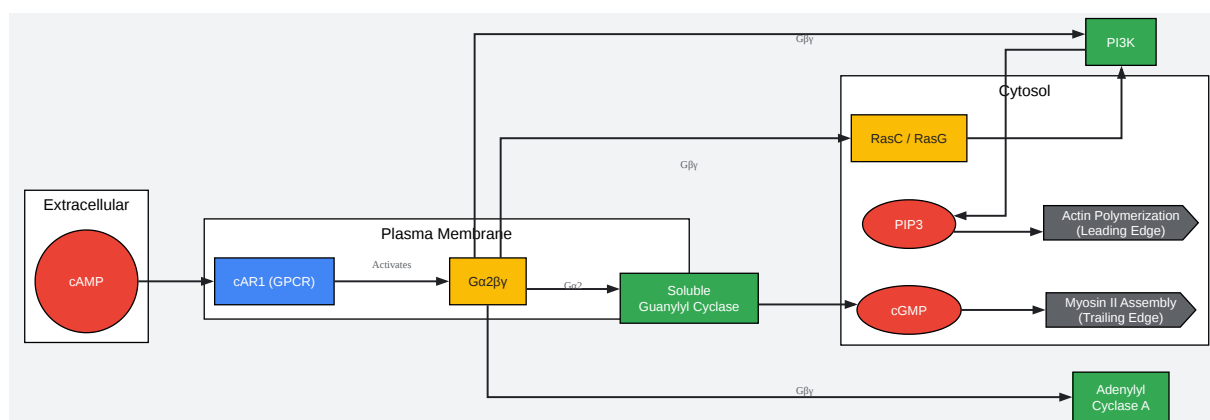 Gβγ
PI3K
Cytosol
RasC / RasG
Gβγ
Extracellular
PIP3
Actin Polymerization
(Leading Edge)
Plasma Membrane
Activates
cAMP
cAR1 (GPCR)
Gα2βγ
Gα2
Soluble
Guanylyl Cyclase
cGMP
Myosin II Assembly
(Trailing Edge)
Gβγ
Adenylyl
Cyclase A